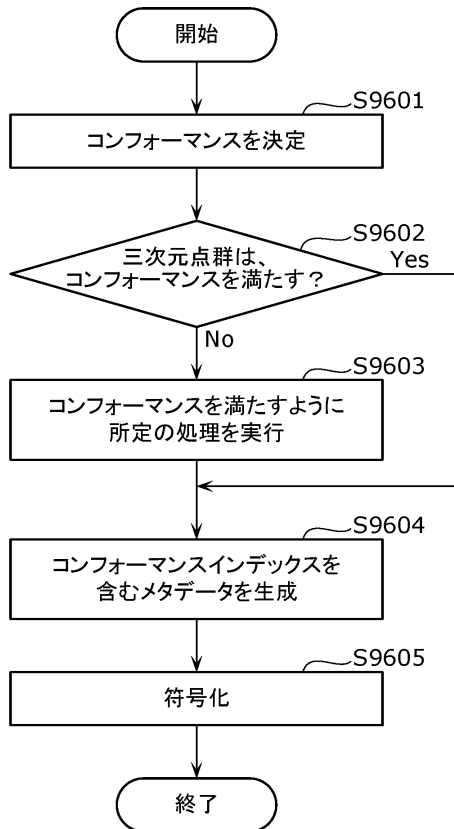 開始
S9601
コンフォーマンスを決定
S9602
三次元点群は、
コンフォーマンスを満たす？
Yes
No
S9603
コンフォーマンスを満たすように
所定の処理を実行
S9604
コンフォーマンスインデックスを
含むメタデータを生成
S9605
符号化
終了